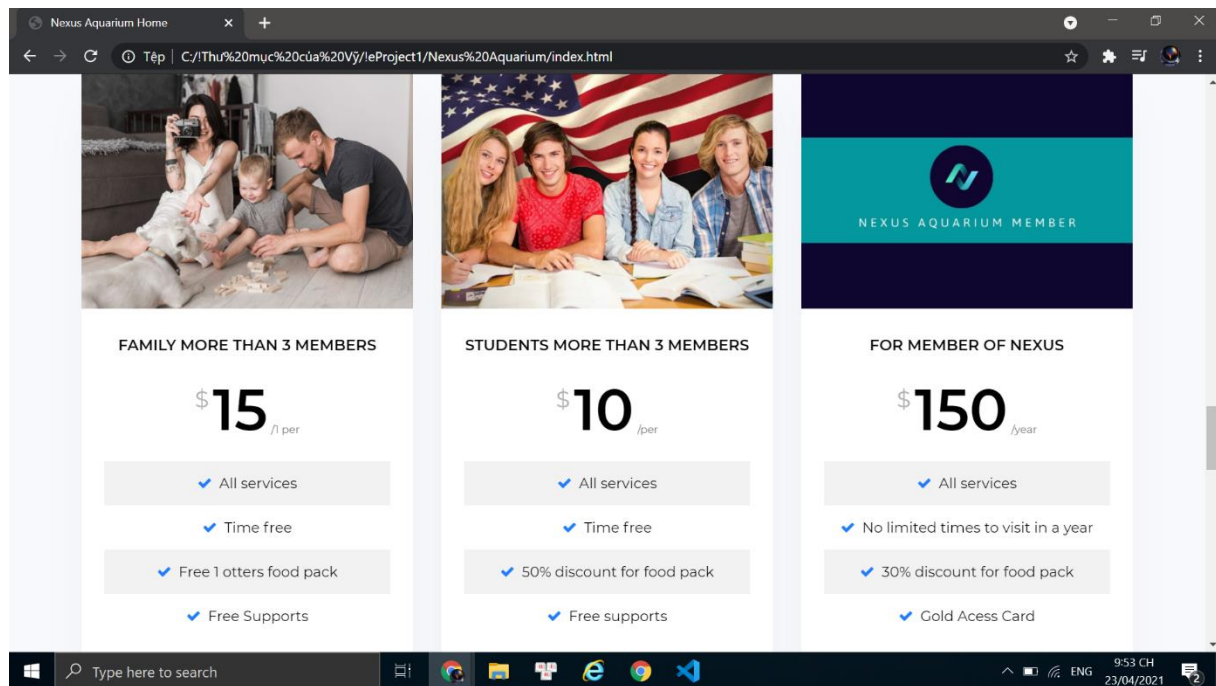 Nexus Aquarium Home
Tệp | C:/!Thư%20mục%20của%20Vỹ/!eProject1/Nexus%20Aquarium/index.html
NEXUS AQUARIUM MEMBER
FAMILY MORE THAN 3 MEMBERS
$15 /1 per
All services
Time free
Free 1 otters food pack
Free Supports
STUDENTS MORE THAN 3 MEMBERS
$10 /per
All services
Time free
50% discount for food pack
Free supports
FOR MEMBER OF NEXUS
$150 /year
All services
No limited times to visit in a year
30% discount for food pack
Gold Acess Card
Type here to search
ENG
9:53 CH
23/04/2021
2